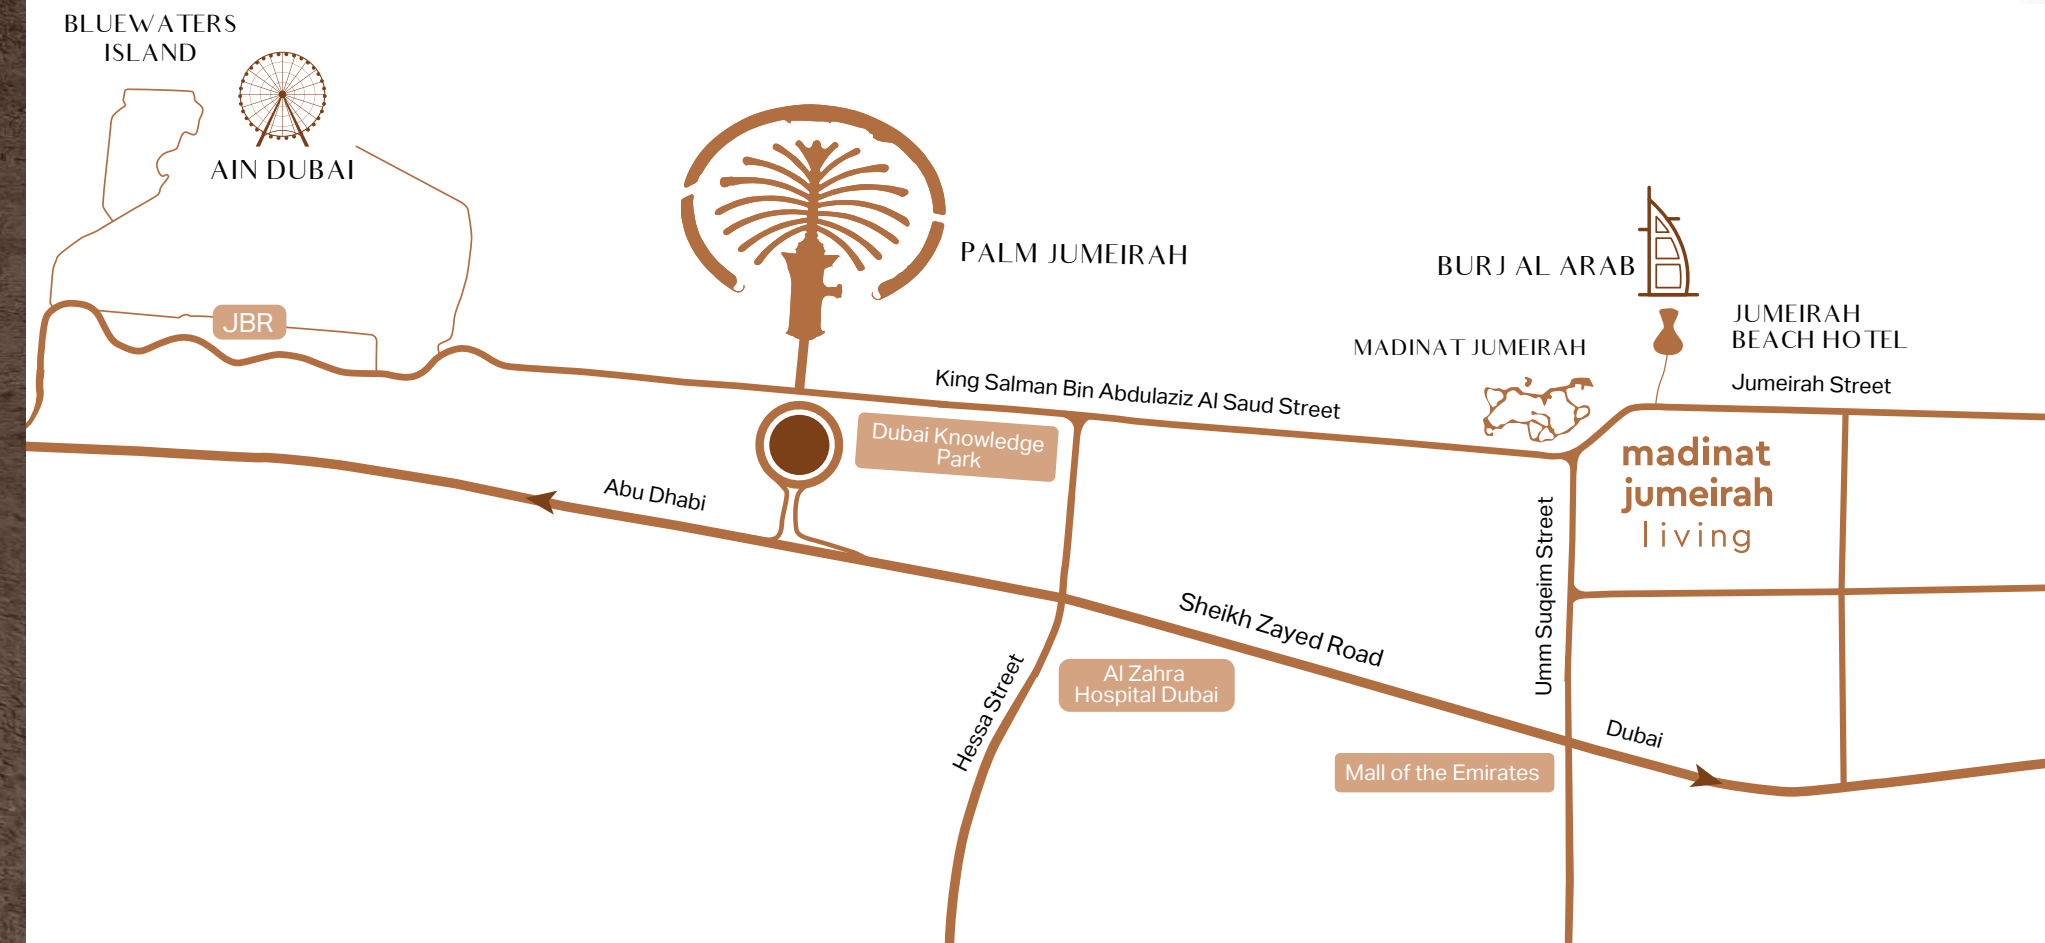 BLUEWATERS
ISLAND
AIN DUBAI
JBR
PALM JUMEIRAH
BURJ AL ARAB
JUMEIRAH
BEACH HOTEL
MADINAT JUMEIRAH
Jumeirah Street
King Salman Bin Abdulaziz Al Saud Street
Dubai Knowledge
Park
madinat
jumeirah
living
Abu Dhabi
Umm Suqeim Street
Sheikh Zayed Road
Hessa Street
Al Zahra
Hospital Dubai
Dubai
Mall of the Emirates